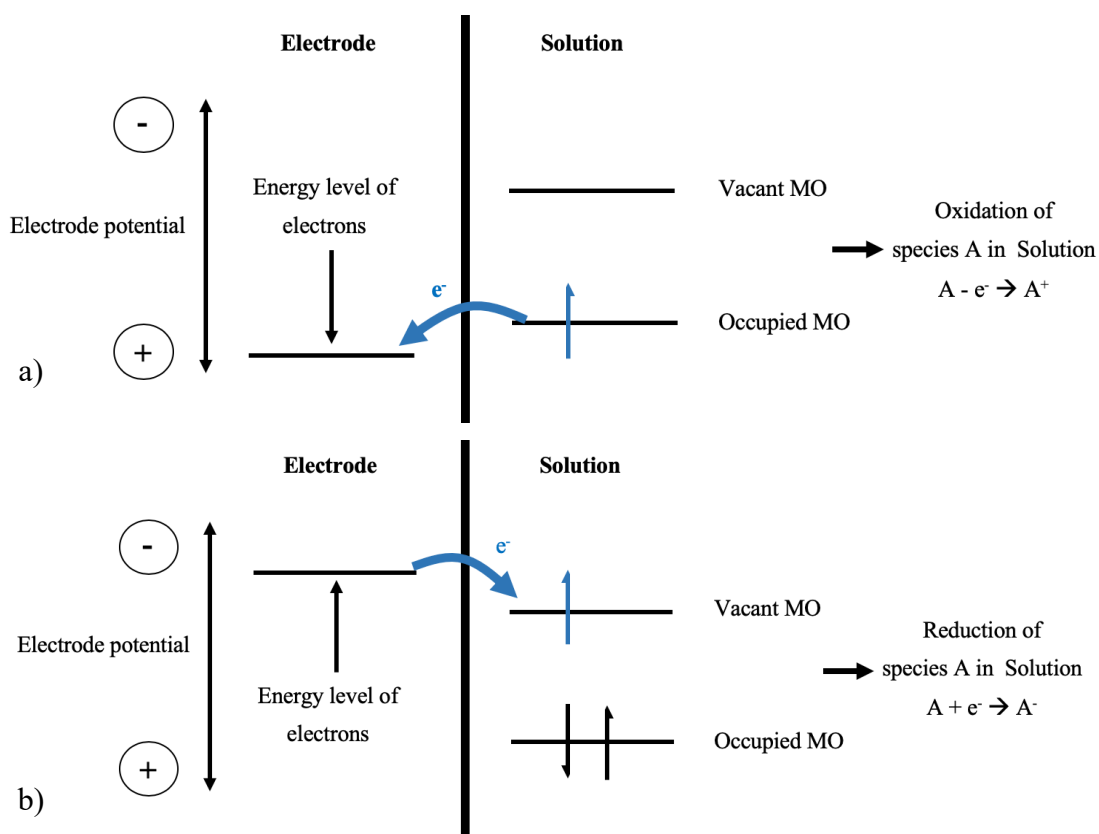 Electrode
Solution
-
Energy level of
electrons
Vacant MO
Electrode potential
Oxidation of
species A in Solution
A - e⁻ → A⁺
e⁻
Occupied MO
+
a)
Electrode
Solution
-
e⁻
Vacant MO
Electrode potential
Reduction of
species A in Solution
A + e⁻ → A⁻
Energy level of
electrons
Occupied MO
+
b)